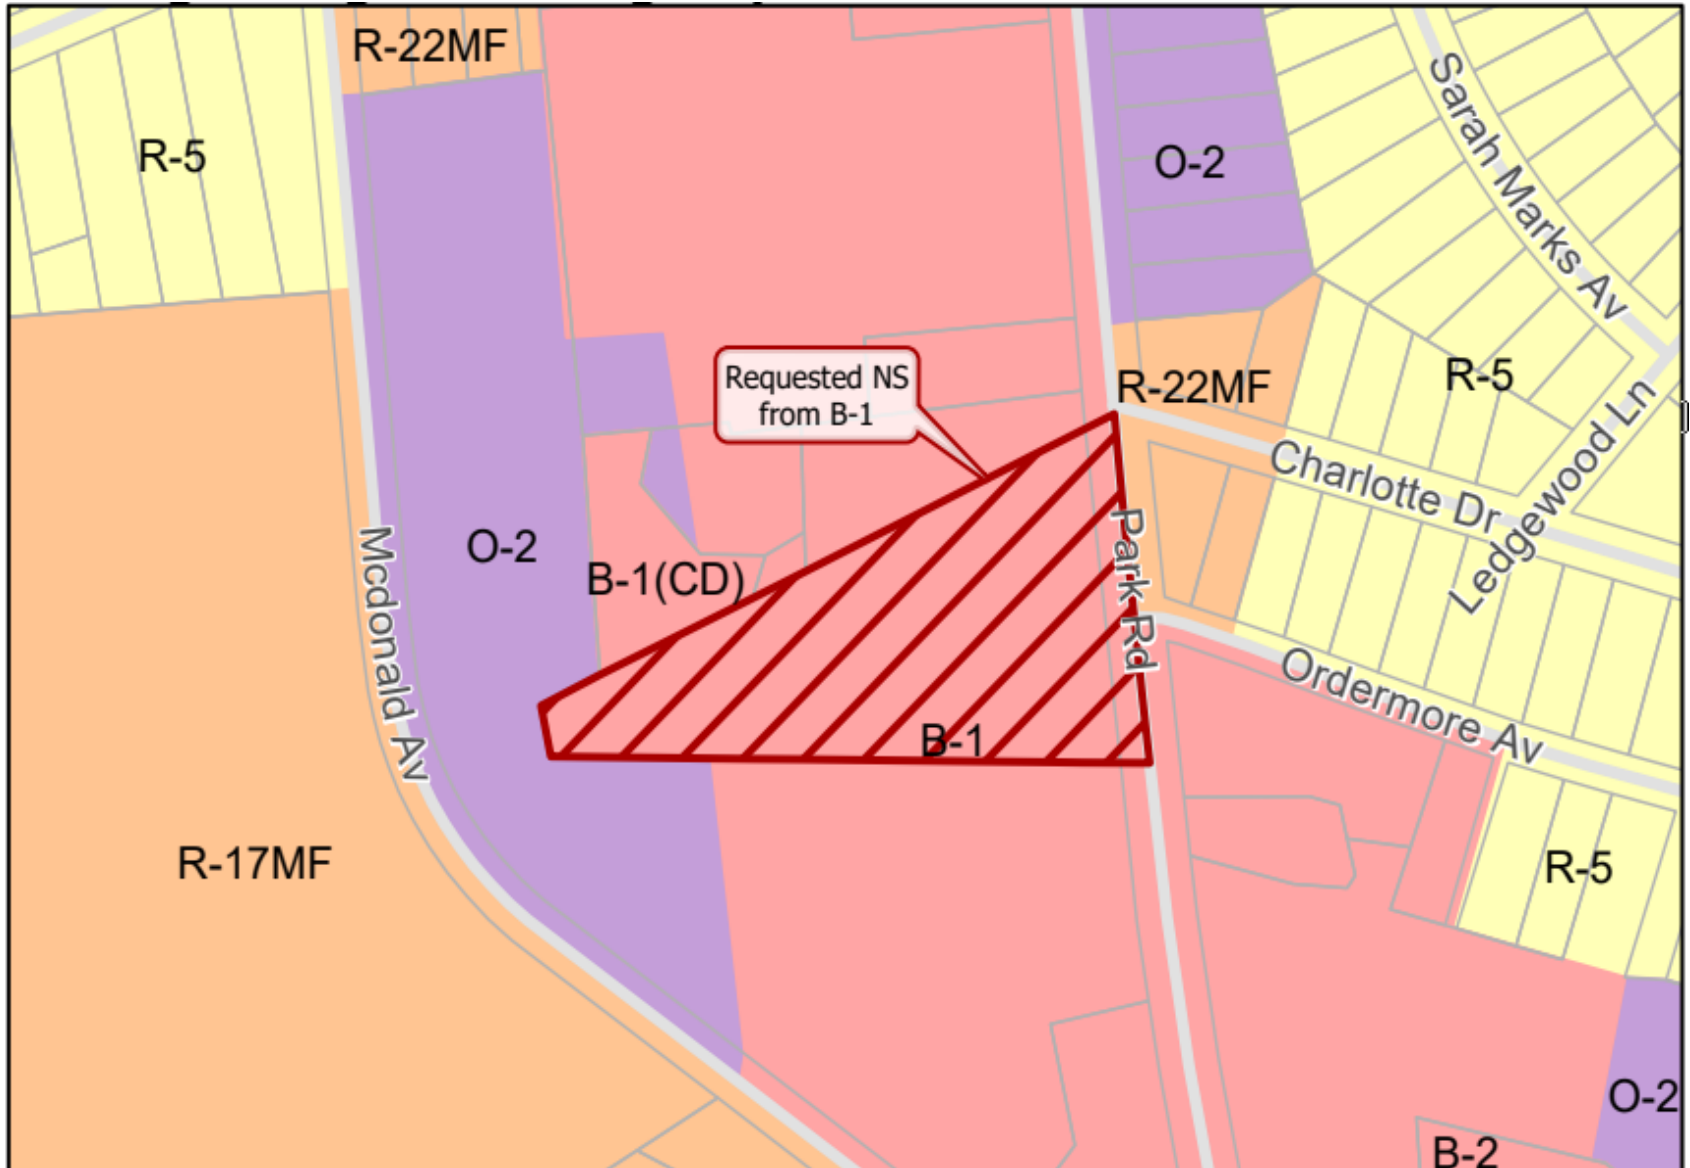 R-22MF
R-5
O-2
Sarah Marks Av
Requested NS
from B-1
R-22MF
R-5
Ledgewood Ln
Charlotte Dr
O-2
B-1(CD)
Mcdonald Av
Park Rd
Ordermore Av
B-1
R-17MF
R-5
O-2
B-2